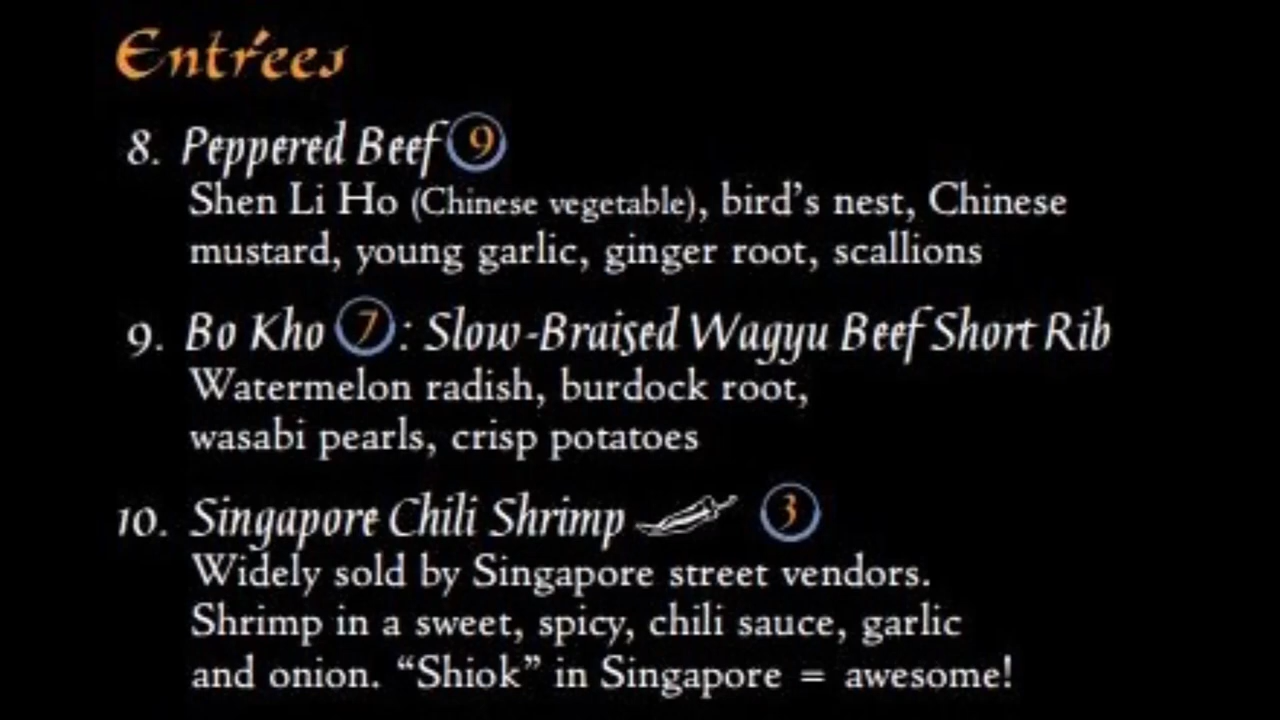 Entrées
8. Peppered Beef 9
Shen Li Ho (Chinese vegetable), bird's nest, Chinese
mustard, young garlic, ginger root, scallions
9. Bo Kho 7: Slow-Braised Wagyu Beef Short Rib
Watermelon radish, burdock root,
wasabi pearls, crisp potatoes
10. Singapore Chili Shrimp 3
Widely sold by Singapore street vendors.
Shrimp in a sweet, spicy, chili sauce, garlic
and onion. “Shiok” in Singapore = awesome!